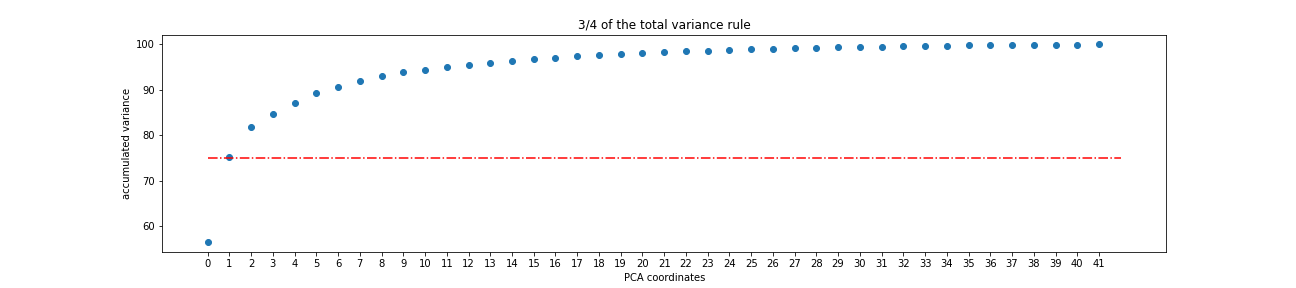 3/4 of the total variance rule
accumulated variance
100
90
80
70
60
0 1 2 3 4 5 6 7 8 9 10 11 12 13 14 15 16 17 18 19 20 21 22 23 24 25 26 27 28 29 30 31 32 33 34 35 36 37 38 39 40 41
PCA coordinates